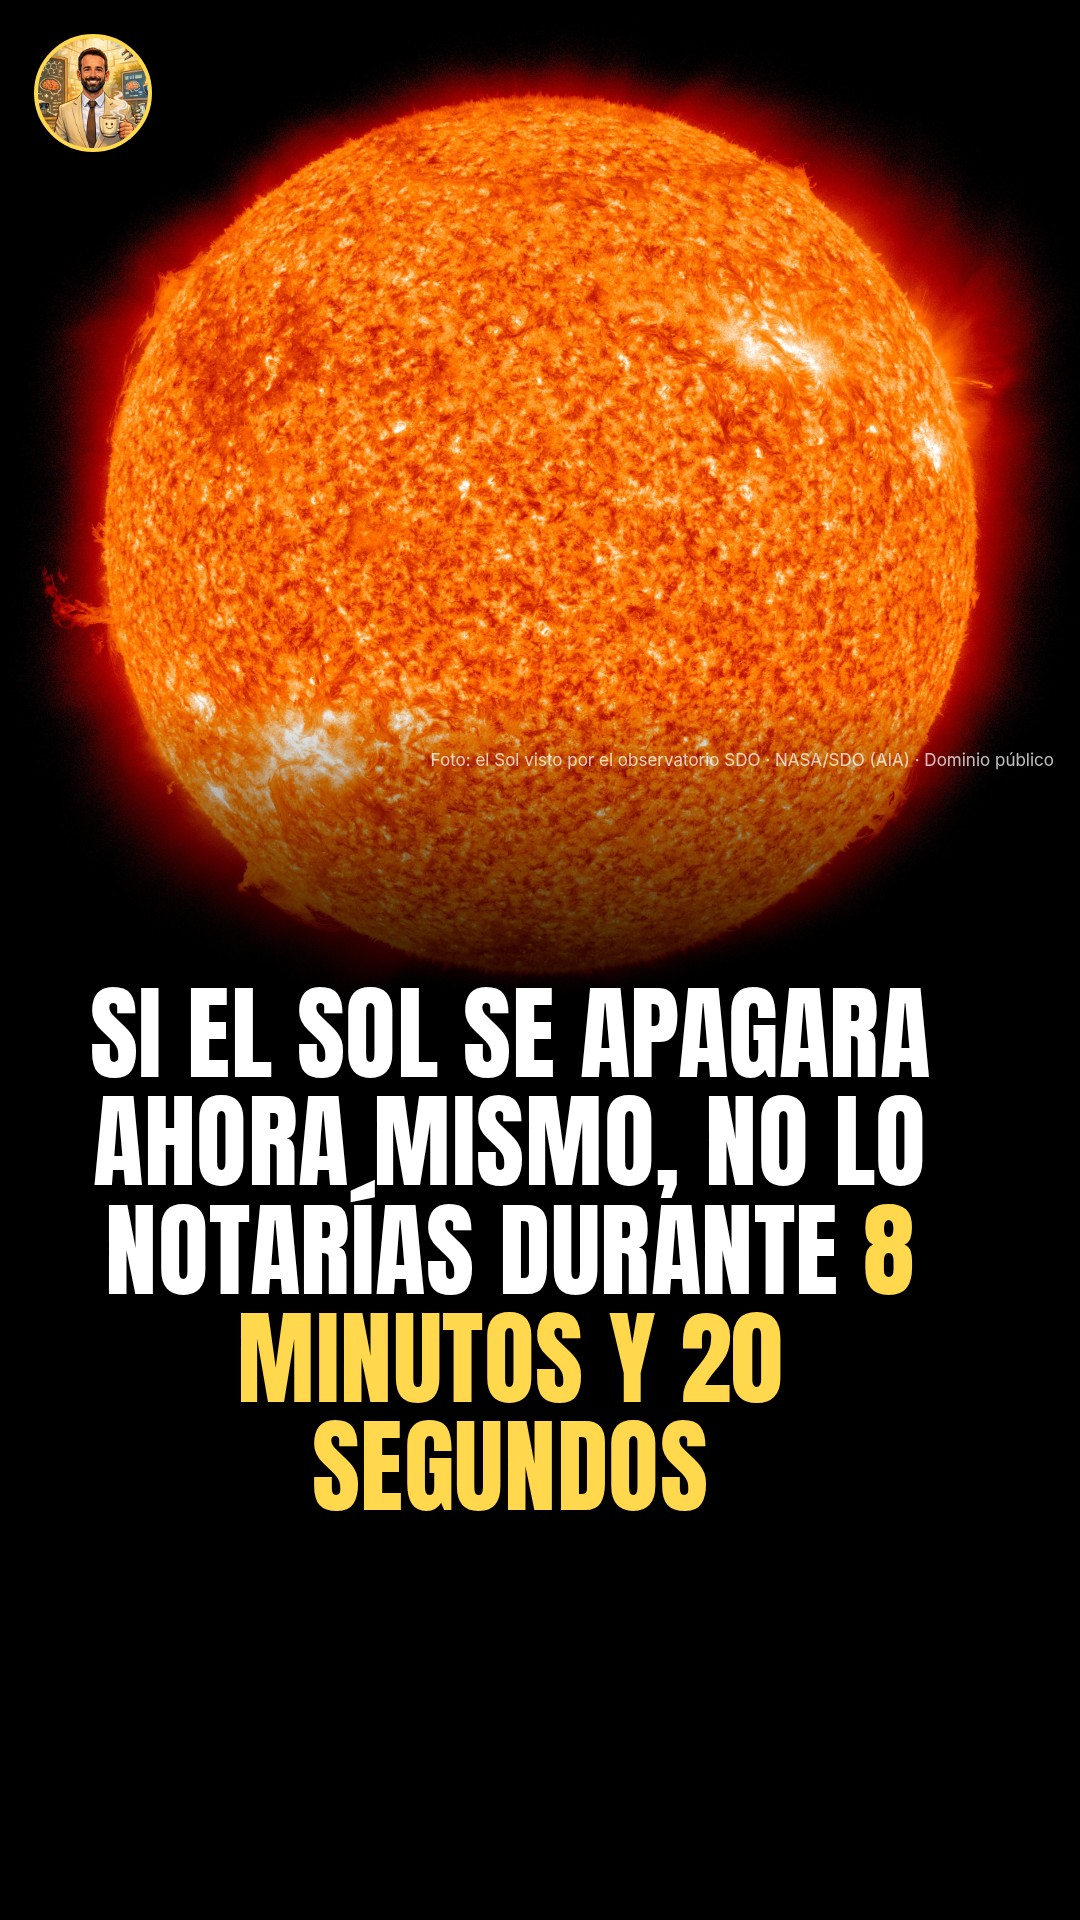 Foto: el Sol visto por el observatorio SDO · NASA/SDO (AIA) · Dominio público
SI EL SOL SE APAGARA
AHORA MISMO, NO LO
NOTARÍAS DURANTE 8
MINUTOS Y 20
SEGUNDOS